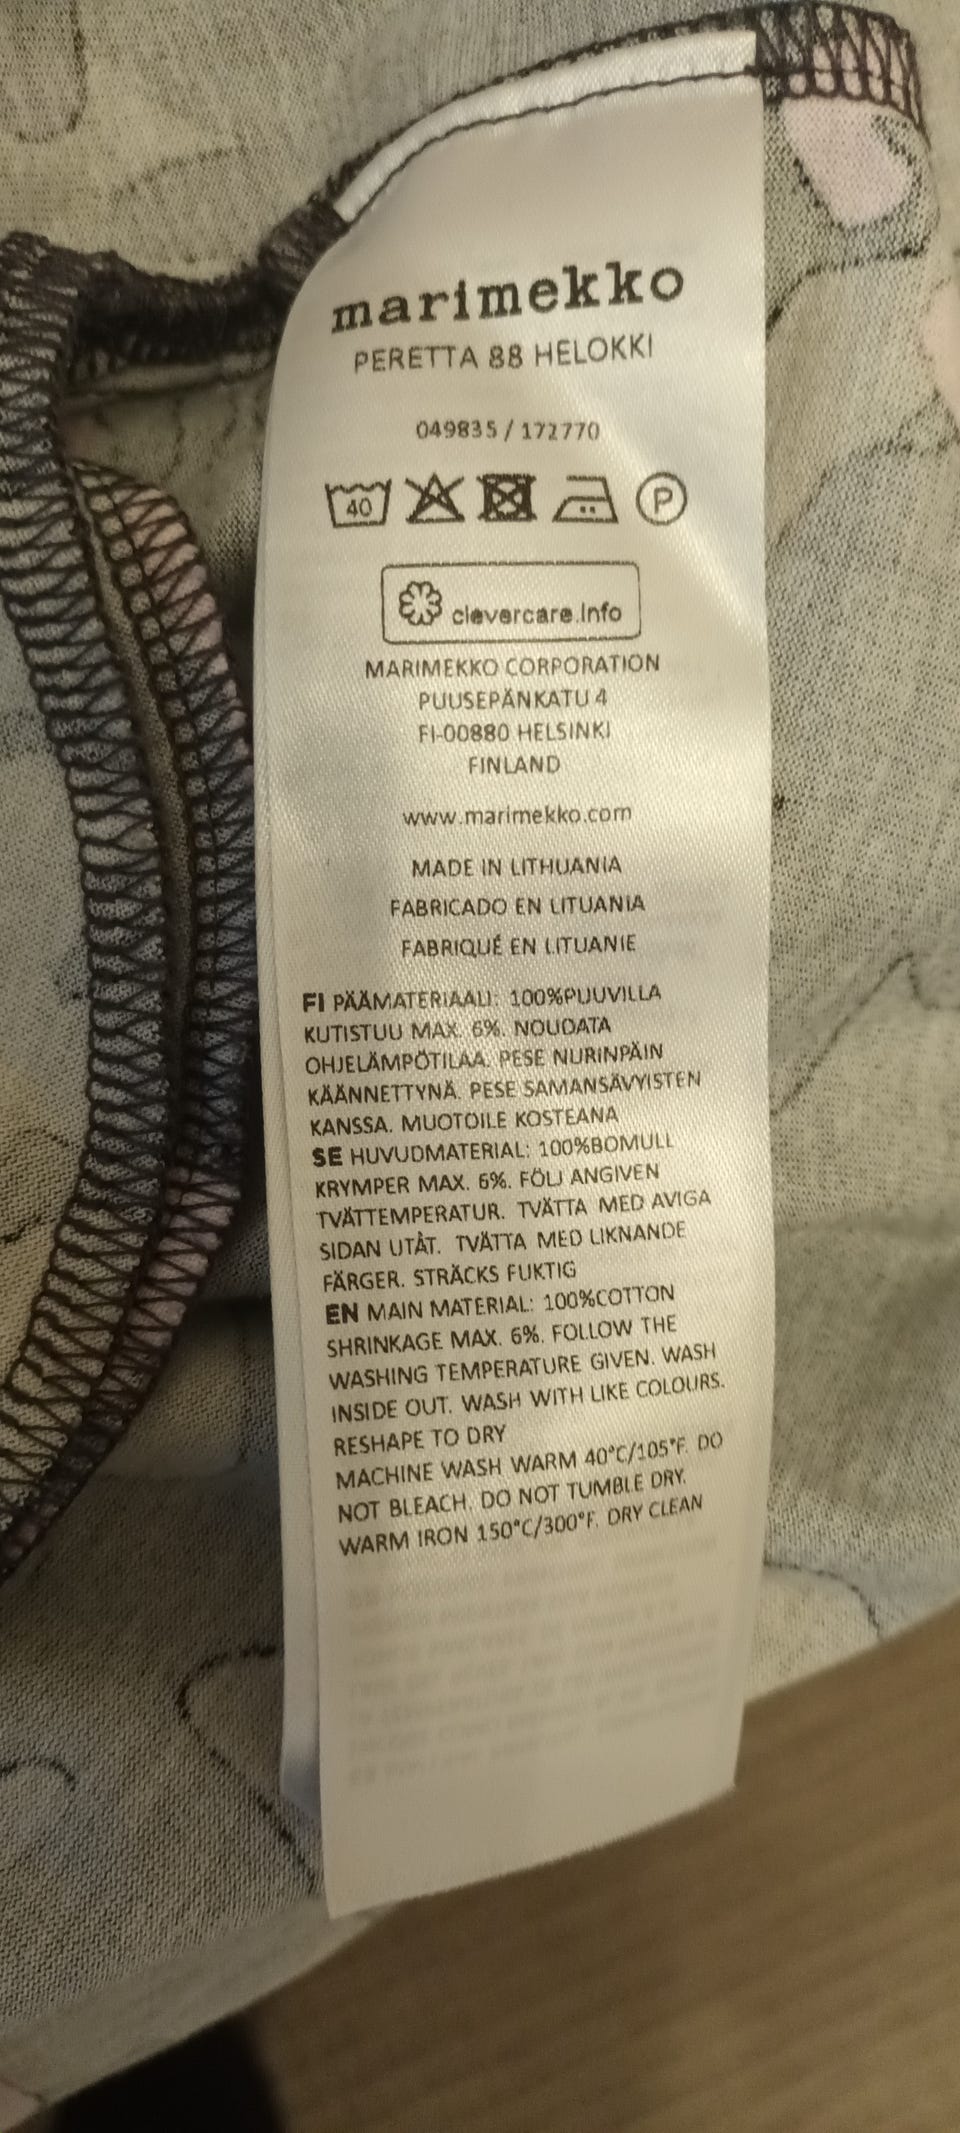 marimekko
PERETTA 88 HELOKKI
049835 / 172770
40 P
clevercare.info
MARIMEKKO CORPORATION
PUUSEPÄNKATU 4
FI-00880 HELSINKI
FINLAND
www.marimekko.com
MADE IN LITHUANIA
FABRICADO EN LITUANIA
FABRIQUÉ EN LITUANIE
FI PÄÄMATERIAALI: 100%PUUVILLA
KUTISTUU MAX. 6%. NOUDATA
OHJELÄMPÖTILAA. PESE NURINPÄIN
KÄÄNNETTYNÄ. PESE SAMANSÄVYISTEN
KANSSA. MUOTOILE KOSTEANA
SE HUVUDMATERIAL: 100%BOMULL
KRYMPER MAX. 6%. FÖLJ ANGIVEN
TVÄTTEMPERATUR. TVÄTTA MED AVIGA
SIDAN UTÅT. TVÄTTA MED LIKNANDE
FÄRGER. STRÄCKS FUKTIG
EN MAIN MATERIAL: 100%COTTON
SHRINKAGE MAX. 6%. FOLLOW THE
WASHING TEMPERATURE GIVEN. WASH
INSIDE OUT. WASH WITH LIKE COLOURS.
RESHAPE TO DRY
MACHINE WASH WARM 40°C/105°F. DO
NOT BLEACH. DO NOT TUMBLE DRY.
WARM IRON 150°C/300°F. DRY CLEAN